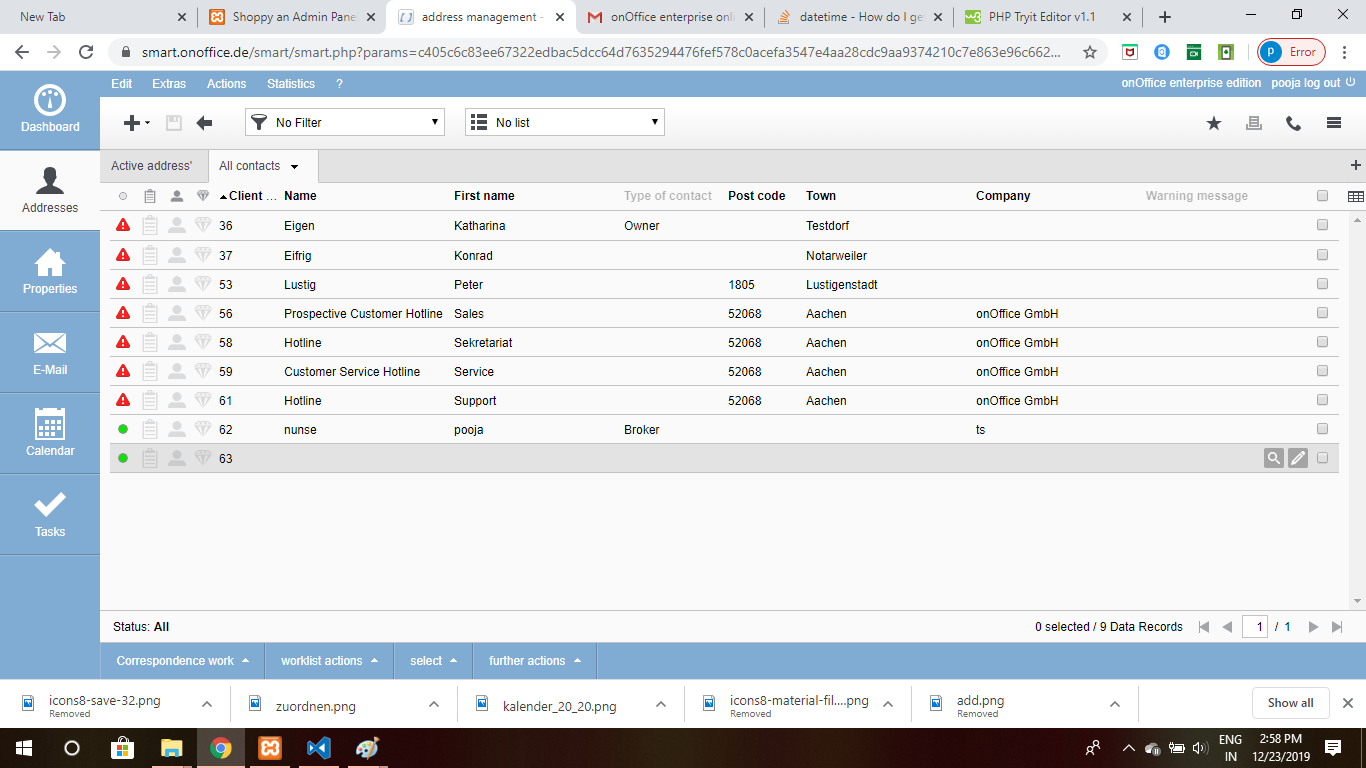 New Tab
Shoppy an Admin Pane
address management -
onOffice enterprise onl
datetime - How do I get
PHP Tryit Editor v1.1
smart.onoffice.de/smart/smart.php?params=c405c6c83ee67322edbac5dcc64d7635294476fef578c0acefa3547e4aa28cdc9aa9374210c7e863e96c662...
p Error
Edit Extras Actions Statistics ?
onOffice enterprise edition pooja log out
Dashboard
Addresses
Properties
E-Mail
Calendar
Tasks
No Filter
No list
Active address'
All contacts
Client ... Name First name Type of contact Post code Town Company Warning message
36 Eigen Katharina Owner Testdorf
37 Eifrig Konrad Notarweiler
53 Lustig Peter 1805 Lustigenstadt
56 Prospective Customer Hotline Sales 52068 Aachen onOffice GmbH
58 Hotline Sekretariat 52068 Aachen onOffice GmbH
59 Customer Service Hotline Service 52068 Aachen onOffice GmbH
61 Hotline Support 52068 Aachen onOffice GmbH
62 nunse pooja Broker ts
63
Status: All
0 selected / 9 Data Records 1 / 1
Correspondence work worklist actions select further actions
icons8-save-32.png
Removed
zuordnen.png
kalender_20_20.png
icons8-material-fil....png
Removed
add.png
Removed
Show all
ENG
IN
2:58 PM
12/23/2019